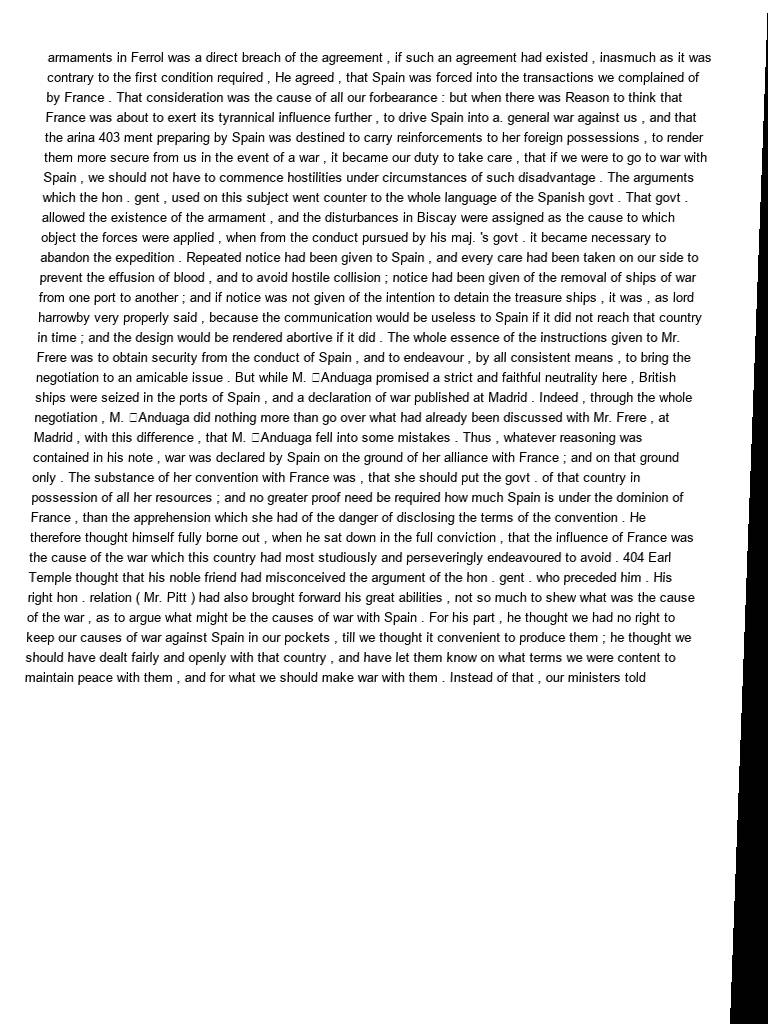 armaments in Ferrol was a direct breach of the agreement , if such an agreement had existed , inasmuch as it was
contrary to the first condition required , He agreed , that Spain was forced into the transactions we complained of
by France . That consideration was the cause of all our forbearance : but when there was Reason to think that
France was about to exert its tyrannical influence further , to drive Spain into a. general war against us , and that
the arina 403 ment preparing by Spain was destined to carry reinforcements to her foreign possessions , to render
them more secure from us in the event of a war , it became our duty to take care , that if we were to go to war with
Spain , we should not have to commence hostilities under circumstances of such disadvantage . The arguments
which the hon . gent , used on this subject went counter to the whole language of the Spanish govt . That govt .
allowed the existence of the armament , and the disturbances in Biscay were assigned as the cause to which
object the forces were applied , when from the conduct pursued by his maj. 's govt . it became necessary to
abandon the expedition . Repeated notice had been given to Spain , and every care had been taken on our side to
prevent the effusion of blood , and to avoid hostile collision ; notice had been given of the removal of ships of war
from one port to another ; and if notice was not given of the intention to detain the treasure ships , it was , as lord
harrowby very properly said , because the communication would be useless to Spain if it did not reach that country
in time ; and the design would be rendered abortive if it did . The whole essence of the instructions given to Mr.
Frere was to obtain security from the conduct of Spain , and to endeavour , by all consistent means , to bring the
negotiation to an amicable issue . But while M. □Anduaga promised a strict and faithful neutrality here , British
ships were seized in the ports of Spain , and a declaration of war published at Madrid . Indeed , through the whole
negotiation , M. □Anduaga did nothing more than go over what had already been discussed with Mr. Frere , at
Madrid , with this difference , that M. □Anduaga fell into some mistakes . Thus , whatever reasoning was
contained in his note , war was declared by Spain on the ground of her alliance with France ; and on that ground
only . The substance of her convention with France was , that she should put the govt . of that country in
possession of all her resources ; and no greater proof need be required how much Spain is under the dominion of
France , than the apprehension which she had of the danger of disclosing the terms of the convention . He
therefore thought himself fully borne out , when he sat down in the full conviction , that the influence of France was
the cause of the war which this country had most studiously and perseveringly endeavoured to avoid . 404 Earl
Temple thought that his noble friend had misconceived the argument of the hon . gent . who preceded him . His
right hon . relation ( Mr. Pitt ) had also brought forward his great abilities , not so much to shew what was the cause
of the war , as to argue what might be the causes of war with Spain . For his part , he thought we had no right to
keep our causes of war against Spain in our pockets , till we thought it convenient to produce them ; he thought we
should have dealt fairly and openly with that country , and have let them know on what terms we were content to
maintain peace with them , and for what we should make war with them . Instead of that , our ministers told